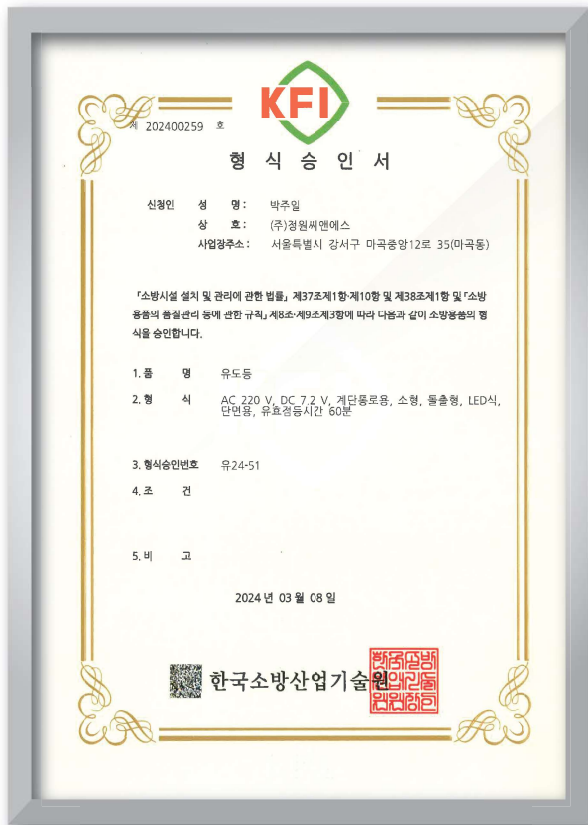 KFI
제 202400259 호
형 식 승 인 서
신청인 성 명 : 박주일
상 호 : (주)정원씨앤에스
사업장주소 : 서울특별시 강서구 마곡중앙12로 35(마곡동)
「소방시설 설치 및 관리에 관한 법률」 제37조제1항·제10항 및 제38조제1항 및 「소방
용품의 품질관리 등에 관한 규칙」 제8조·제9조제3항에 따라 다음과 같이 소방용품의 형
식을 승인합니다.
1. 품 명 유도등
2. 형 식 AC 220 V, DC 7.2 V, 계단통로용, 소형, 돌출형, LED식,
단면용, 유효점등시간 60분
3. 형식승인번호 유24-51
4. 조 건
5. 비 고
2024 년 03 월 08 일
한국소방산업기술원